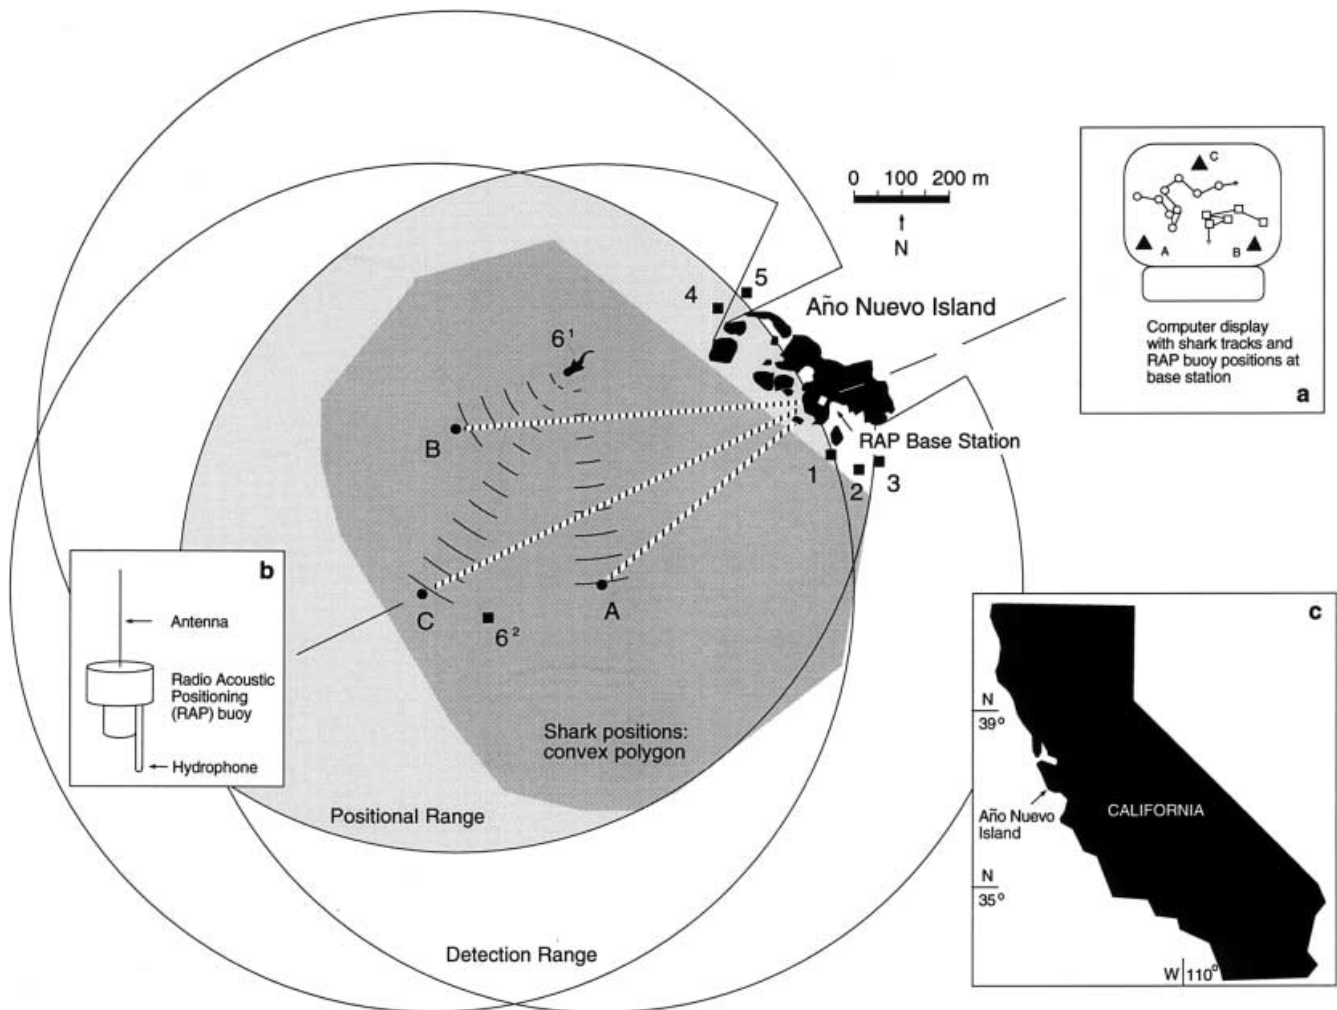 0 100 200 m
N
C
A
B
Computer display
with shark tracks and
RAP buoy positions at
base station
a
5
4
Año Nuevo Island
6¹
B
RAP Base Station
1
2
3
b
Antenna
Radio Acoustic
Positioning
(RAP) buoy
Hydrophone
C
A
6²
Shark positions:
convex polygon
Positional Range
Detection Range
c
N
39°
Año Nuevo
Island
CALIFORNIA
N
35°
W 110°